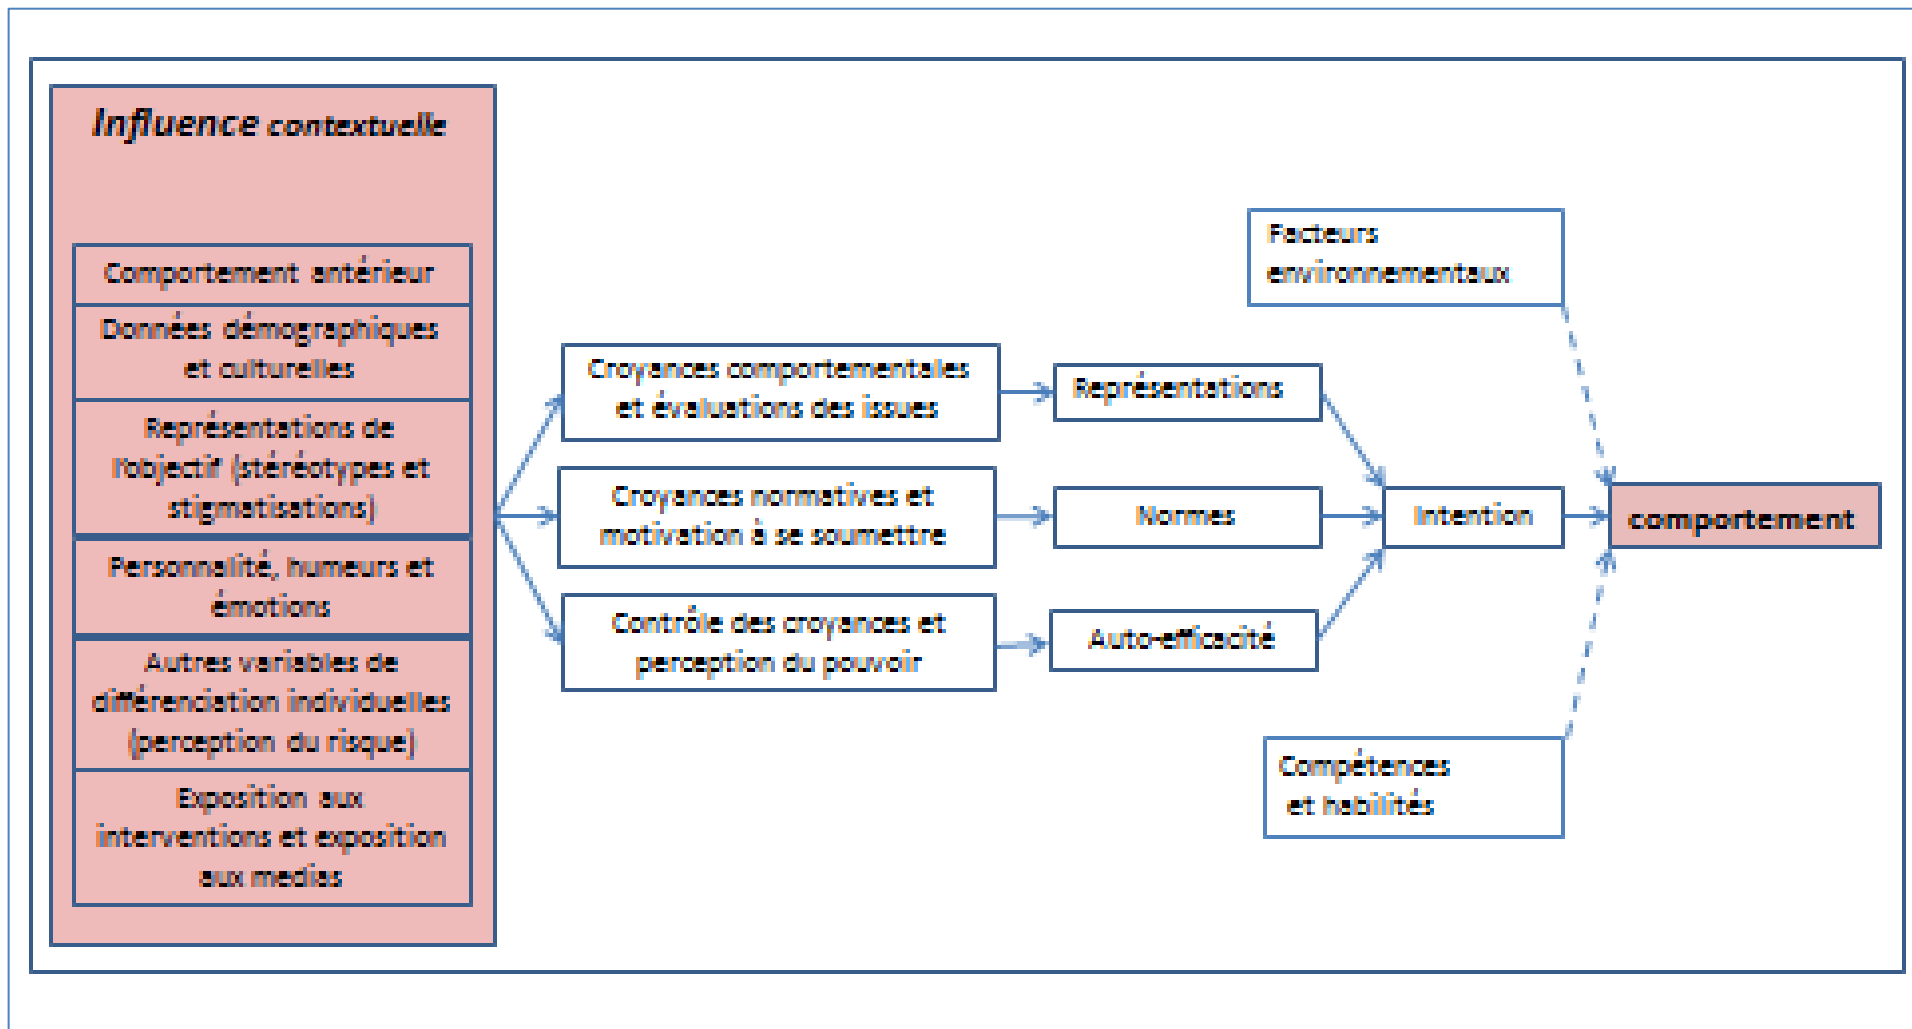 Influence contextuelle
Comportement antérieur
Données démographiques
et culturelles
Représentations de
l'objectif (stéréotypes et
stigmatisations)
Personnalité, humeurs et
émotions
Autres variables de
différenciation individuelles
(perception du risque)
Exposition aux
interventions et exposition
aux medias
Croyances comportementales
et évaluations des issues
Croyances normatives et
motivation à se soumettre
Contrôle des croyances et
perception du pouvoir
Représentations
Normes
Auto-efficacité
Facteurs
environnementaux
Intention
Compétences
et habilités
comportement